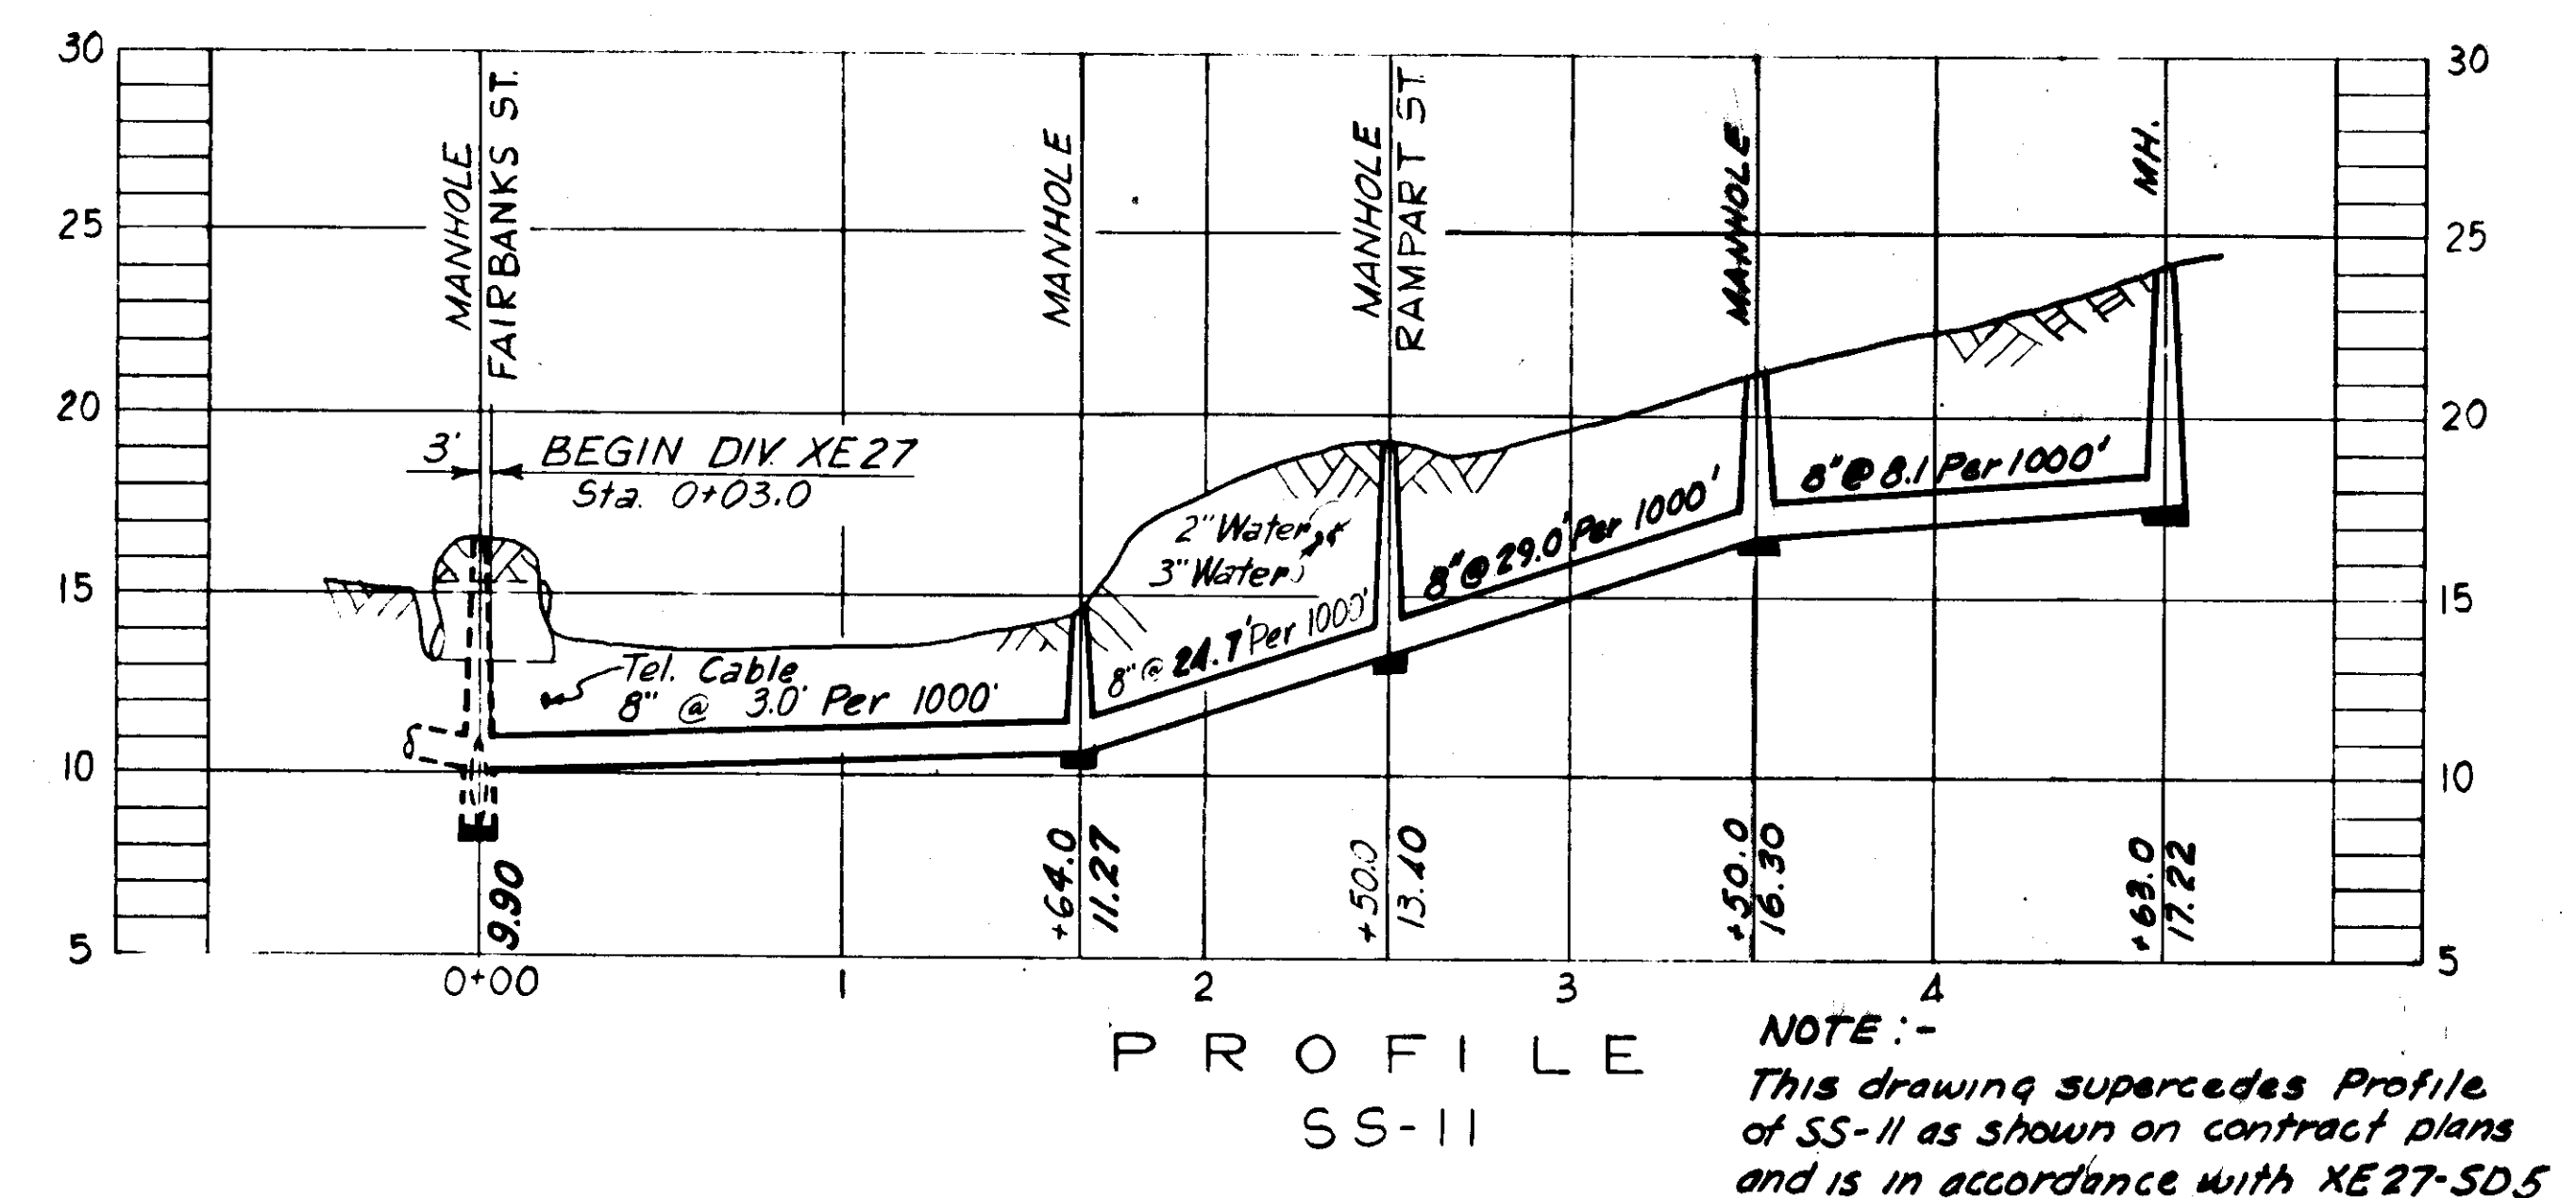 30
25
20
15
10
5
30
25
20
15
10
5
MANHOLE
FAIRBANKS ST.
MANHOLE
MANHOLE
RAMPART ST.
MANHOLE
MH.
3'
BEGIN DIV. XE27
Sta. 0+03.0
Tel. Cable
8" @ 3.0' Per 1000'
2" Water
3" Water
8" @ 24.7' Per 1000'
8" @ 29.0' Per 1000'
8" @ 8.1 Per 1000'
9.90
+64.0
11.27
+50.0
13.40
+50.0
16.30
+63.0
17.22
0+00
1
2
3
4
PROFILE
SS-11
NOTE:-
This drawing supercedes Profile
of SS-11 as shown on contract plans
and is in accordance with XE27-SD5